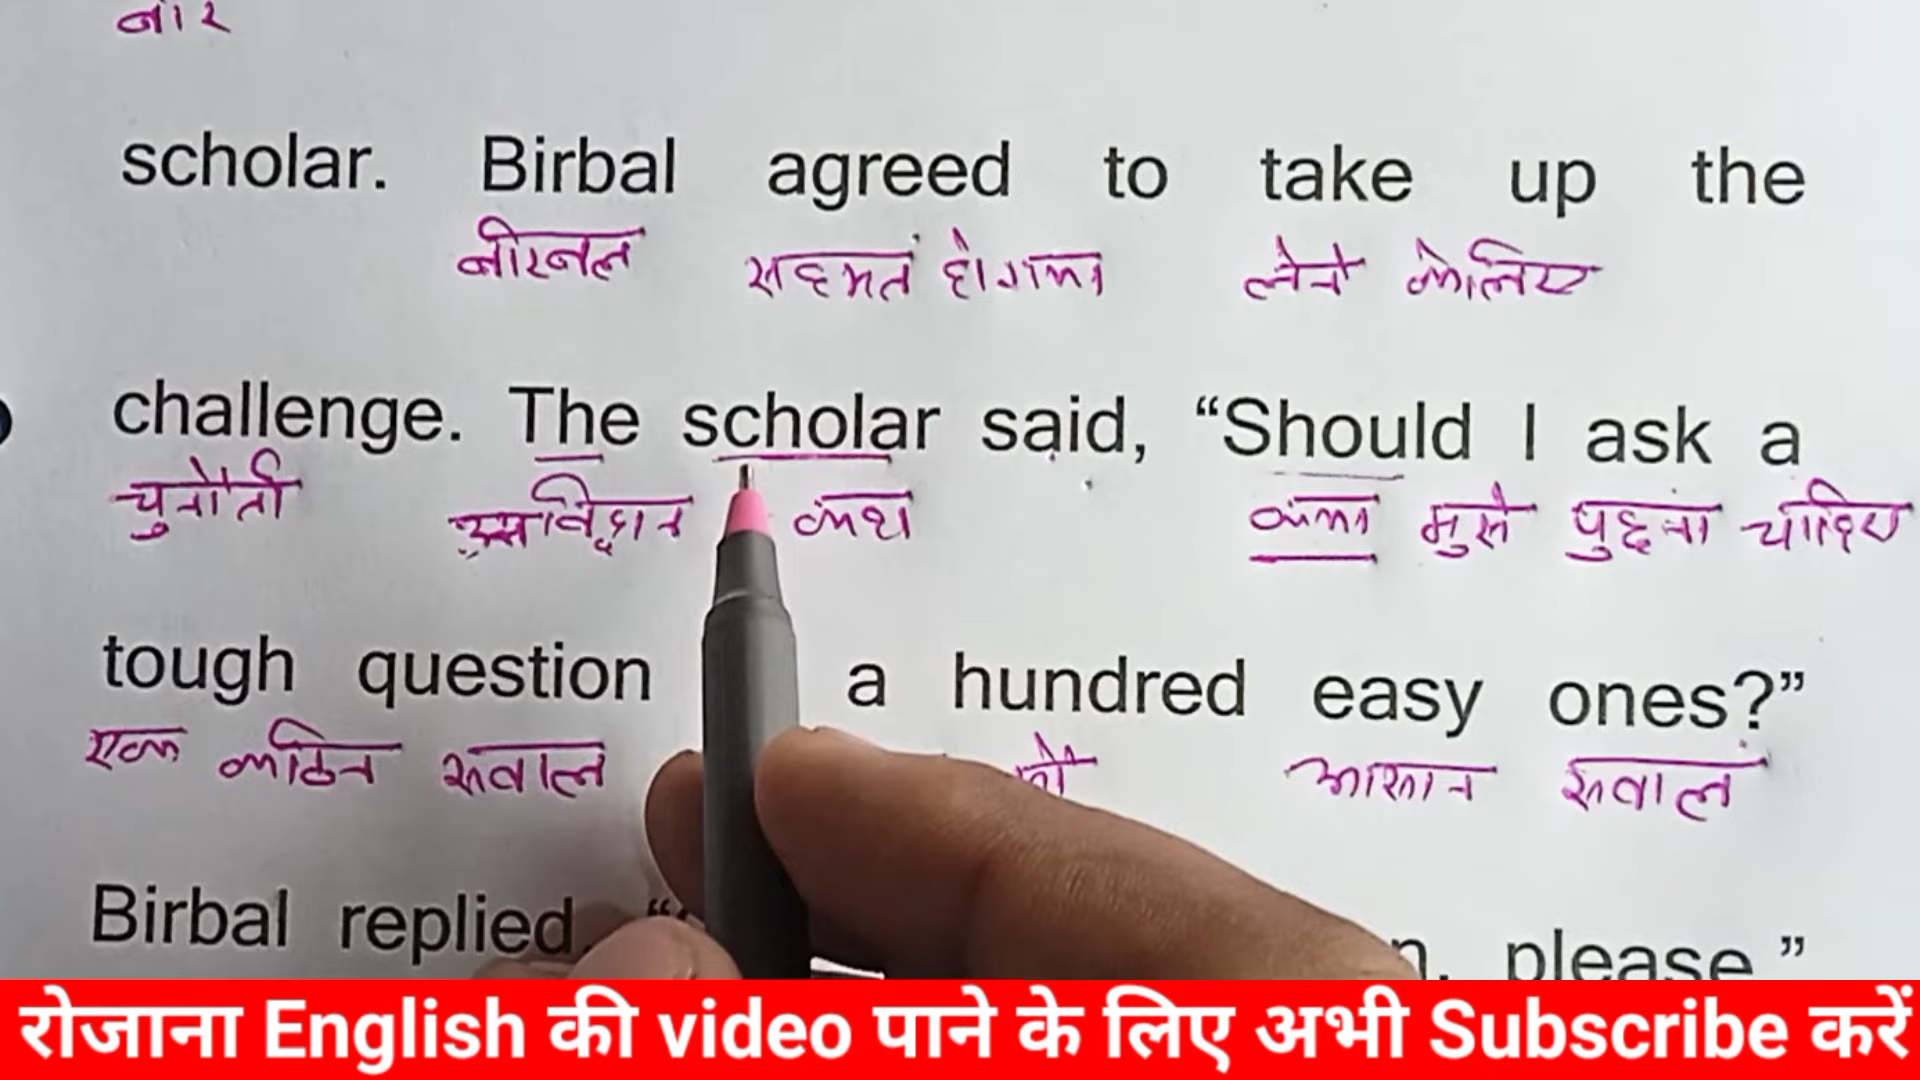 बार
scholar. Birbal agreed to take up the
बीरबल सहमत हो गया लेने के लिए
challenge. The scholar said, “Should I ask a
चुनौती उस विद्वान कहा क्या मुझे पुछना चाहिए
tough question a hundred easy ones?”
एक कठिन सवाल आसान सवाल
Birbal replied, “ please.”
रोजाना English की video पाने के लिए अभी Subscribe करें